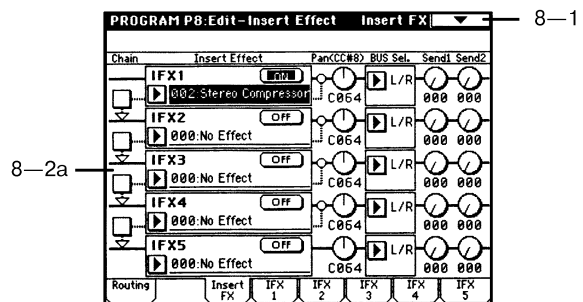 PROGRAM P8:Edit-Insert Effect Insert FX
8—1
Chain Insert Effect Pan(CC#8) BUS Sel. Send1 Send2
IFX1 ON
002:Stereo Compressor L/R
C064 000 000
IFX2 Off
000:No Effect L/R
C064 000 000
8—2a
IFX3 Off
000:No Effect L/R
C064 000 000
IFX4 Off
000:No Effect L/R
C064 000 000
IFX5 Off
000:No Effect L/R
C064 000 000
Routing Insert FX IFX 1 IFX 2 IFX 3 IFX 4 IFX 5